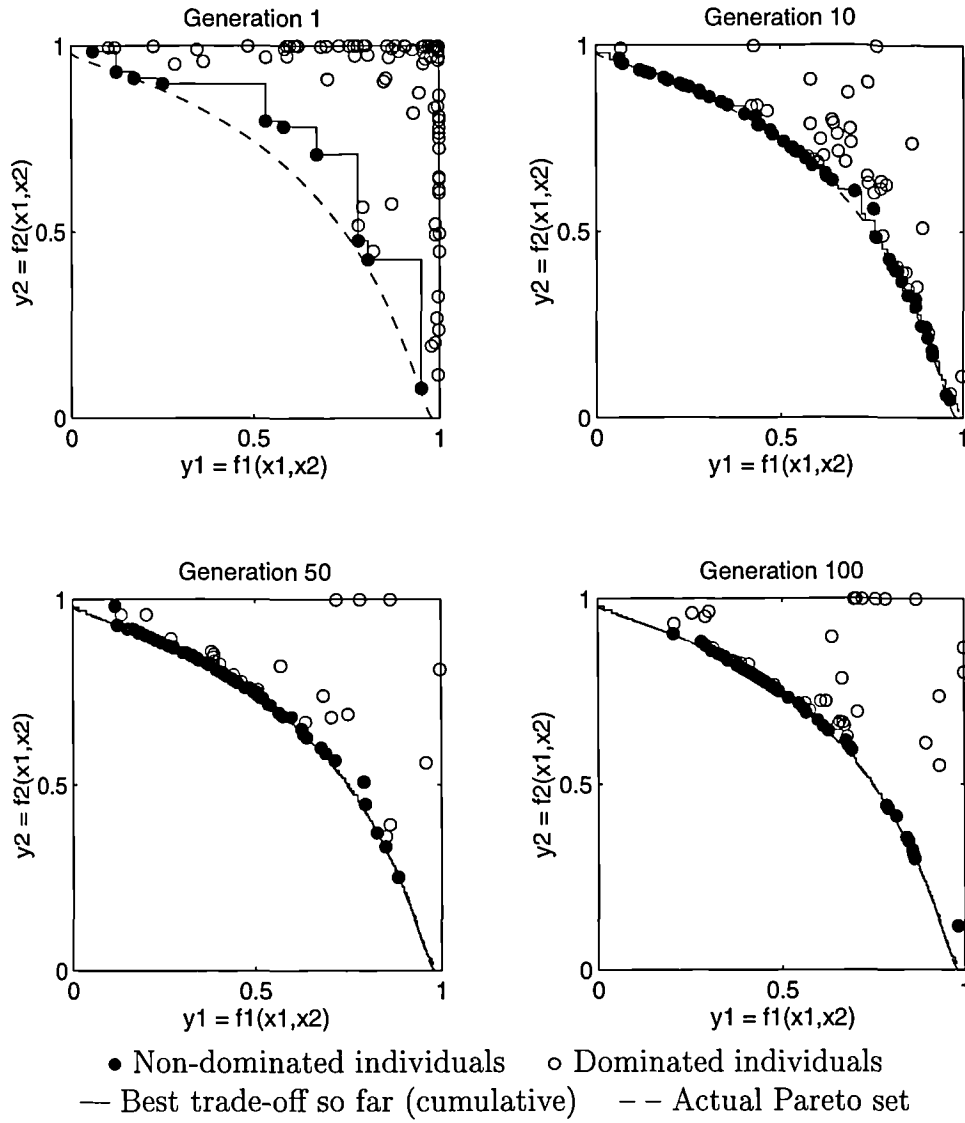 Generation 1
1
0.5
0
0
0.5
1
y2 = f2(x1,x2)
y1 = f1(x1,x2)
Generation 10
1
0.5
0
0
0.5
1
y2 = f2(x1,x2)
y1 = f1(x1,x2)
Generation 50
1
0.5
0
0
0.5
1
y2 = f2(x1,x2)
y1 = f1(x1,x2)
Generation 100
1
0.5
0
0
0.5
1
y2 = f2(x1,x2)
y1 = f1(x1,x2)
● Non-dominated individuals ○ Dominated individuals
— Best trade-off so far (cumulative) – – Actual Pareto set